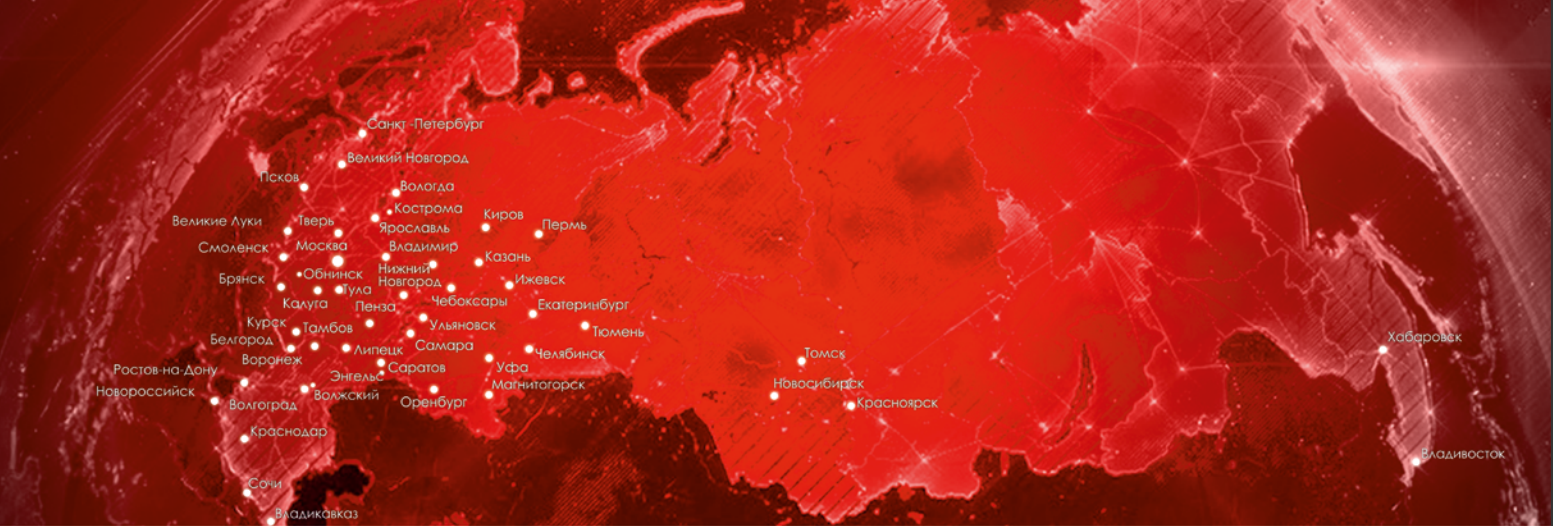 Санкт -Петербург
Великий Новгород
Псков
Вологда
Кострома
Великие Луки
Тверь
Ярославль
Киров
Пермь
Смоленск
Москва
Владимир
Казань
Брянск
Обнинск
Нижний
Новгород
Ижевск
Калуга
Тула
Пенза
Чебоксары
Екатеринбург
Курск
Тамбов
Ульяновск
Тюмень
Белгород
Самара
Хабаровск
Воронеж
Липецк
Челябинск
Томск
Ростов-на-Дону
Энгельс
Саратов
Уфа
Новороссийск
Волжский
Магнитогорск
Новосибирск
Волгоград
Оренбург
Красноярск
Краснодар
Владивосток
Сочи
Владикавказ